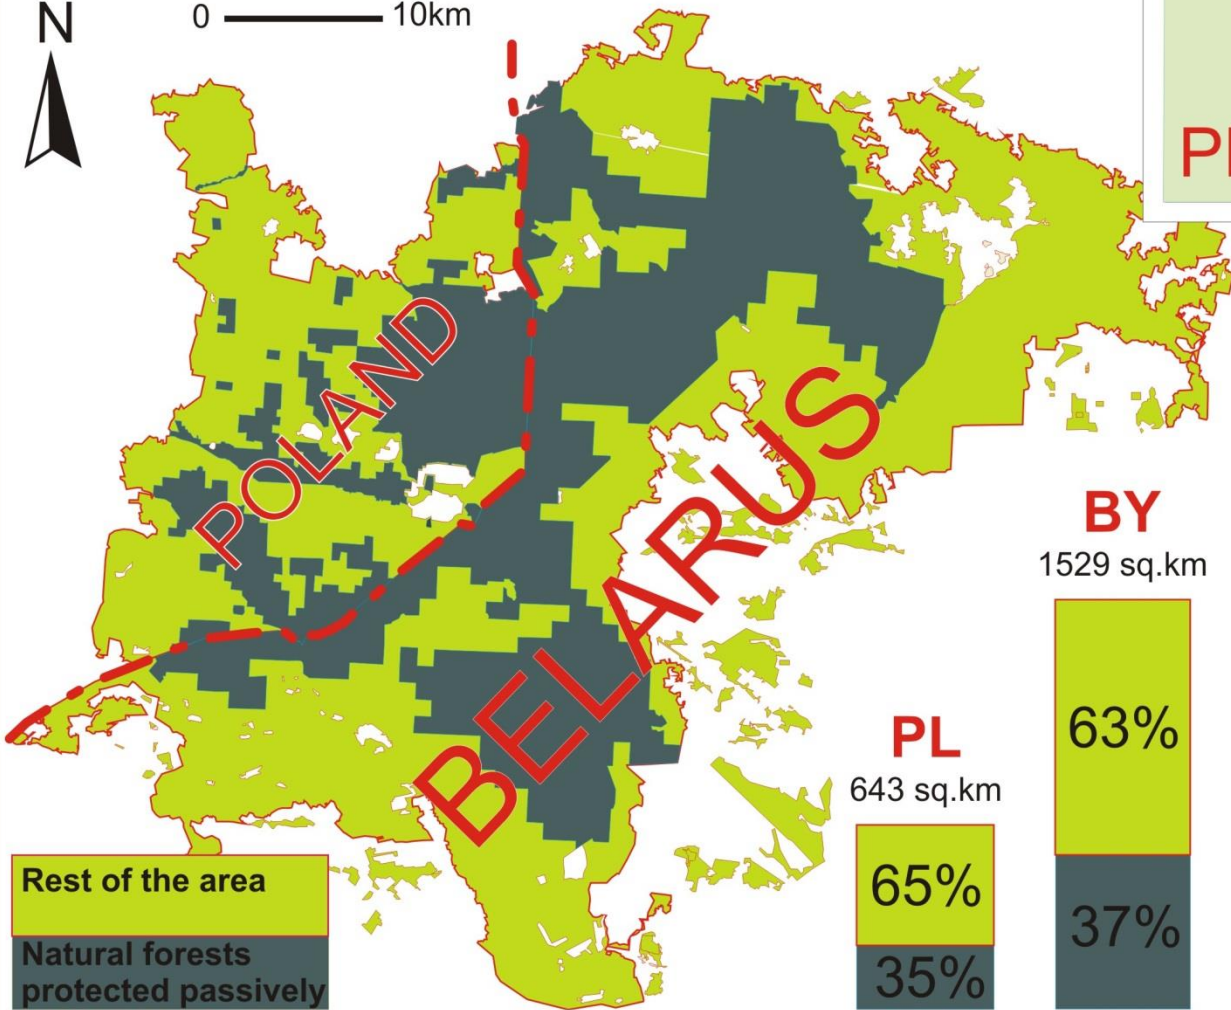 N
0 10km
POLAND
BELARUS
BY
1529 sq.km
63%
37%
PL
643 sq.km
65%
35%
Rest of the area
Natural forests
protected passively